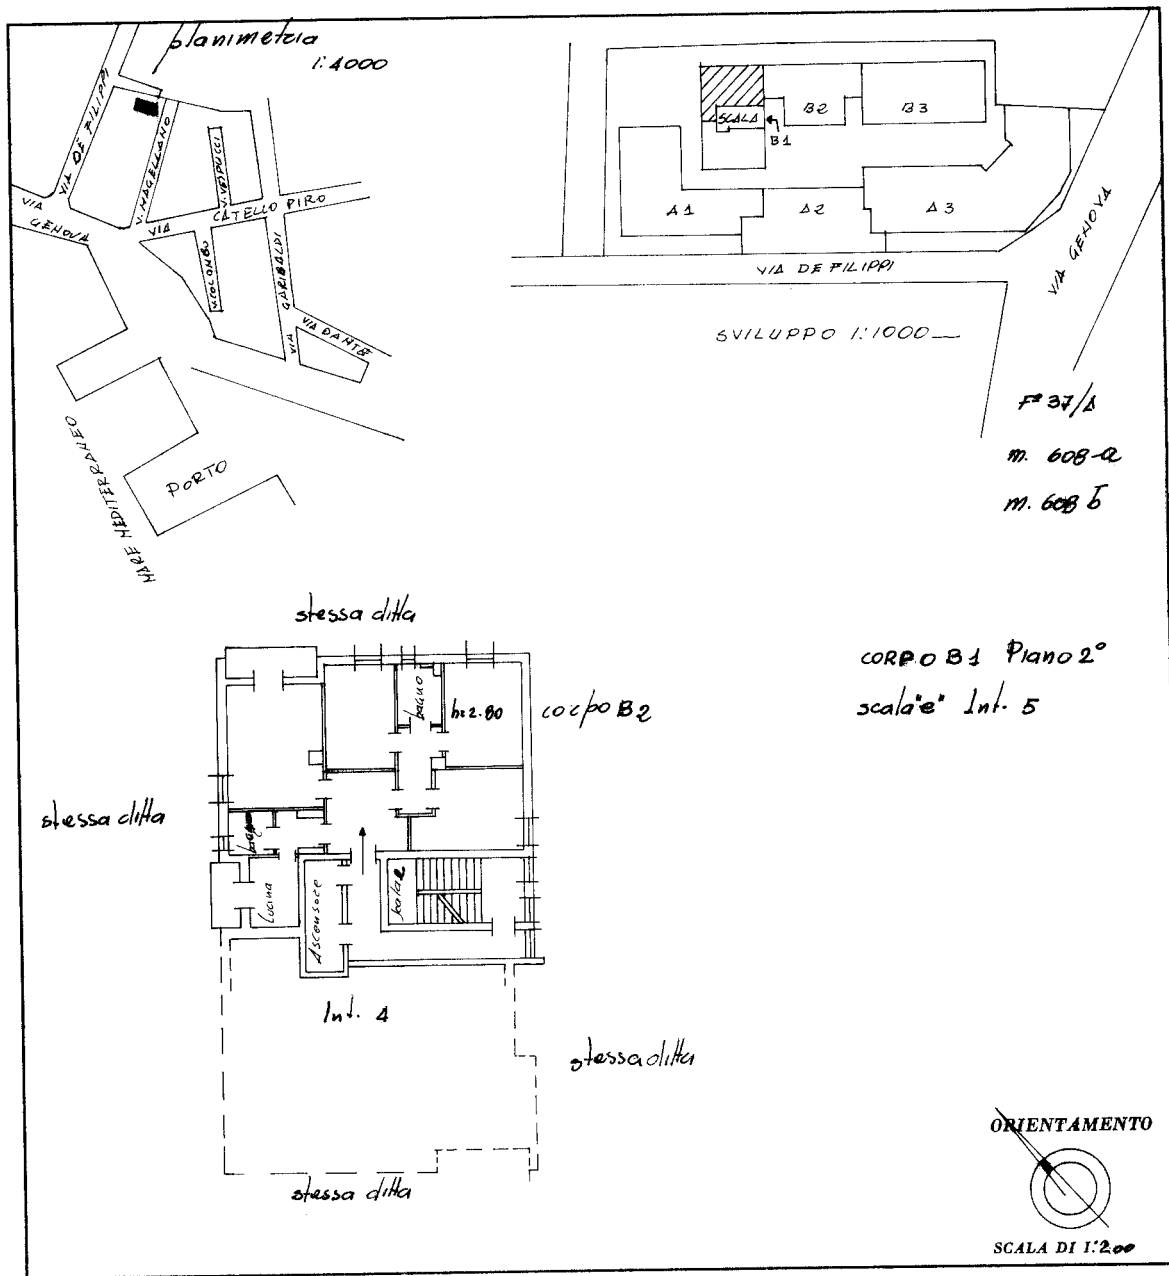 planimetria
1:4000
VIA DE FILIPPI
V. MAGELLANO
V. VESPUCCI
VIA GENOVA
VIA CATELLO PIRO
V. COLOMBO
VIA GARIBALDI
VIA DANTE
MARE MEDITERRANEO
PORTO
SCALA
B1
B2
B3
A1
A2
A3
VIA DE FILIPPI
VIA GENOVA
SVILUPPO 1:1000
F° 37/A
m. 608-a
m. 608 b
stessa ditta
CORPO B1 Piano 2°
scala "e" Int. 5
bagno
h=2.80
corpo B2
stessa ditta
bagno
cucina
Ascensore
scala e
Int. 4
stessa ditta
stessa ditta
ORIENTAMENTO
SCALA DI 1:200